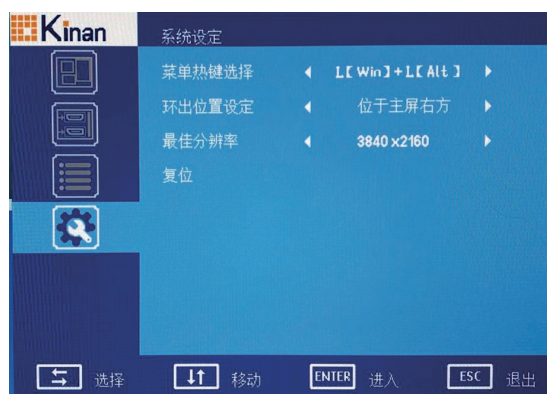 Kinan
系统设定
菜单热键选择 L[Win]+L[Alt]
环出位置设定 位于主屏右方
最佳分辨率 3840x2160
复位
选择 移动 ENTER 进入 ESC 退出